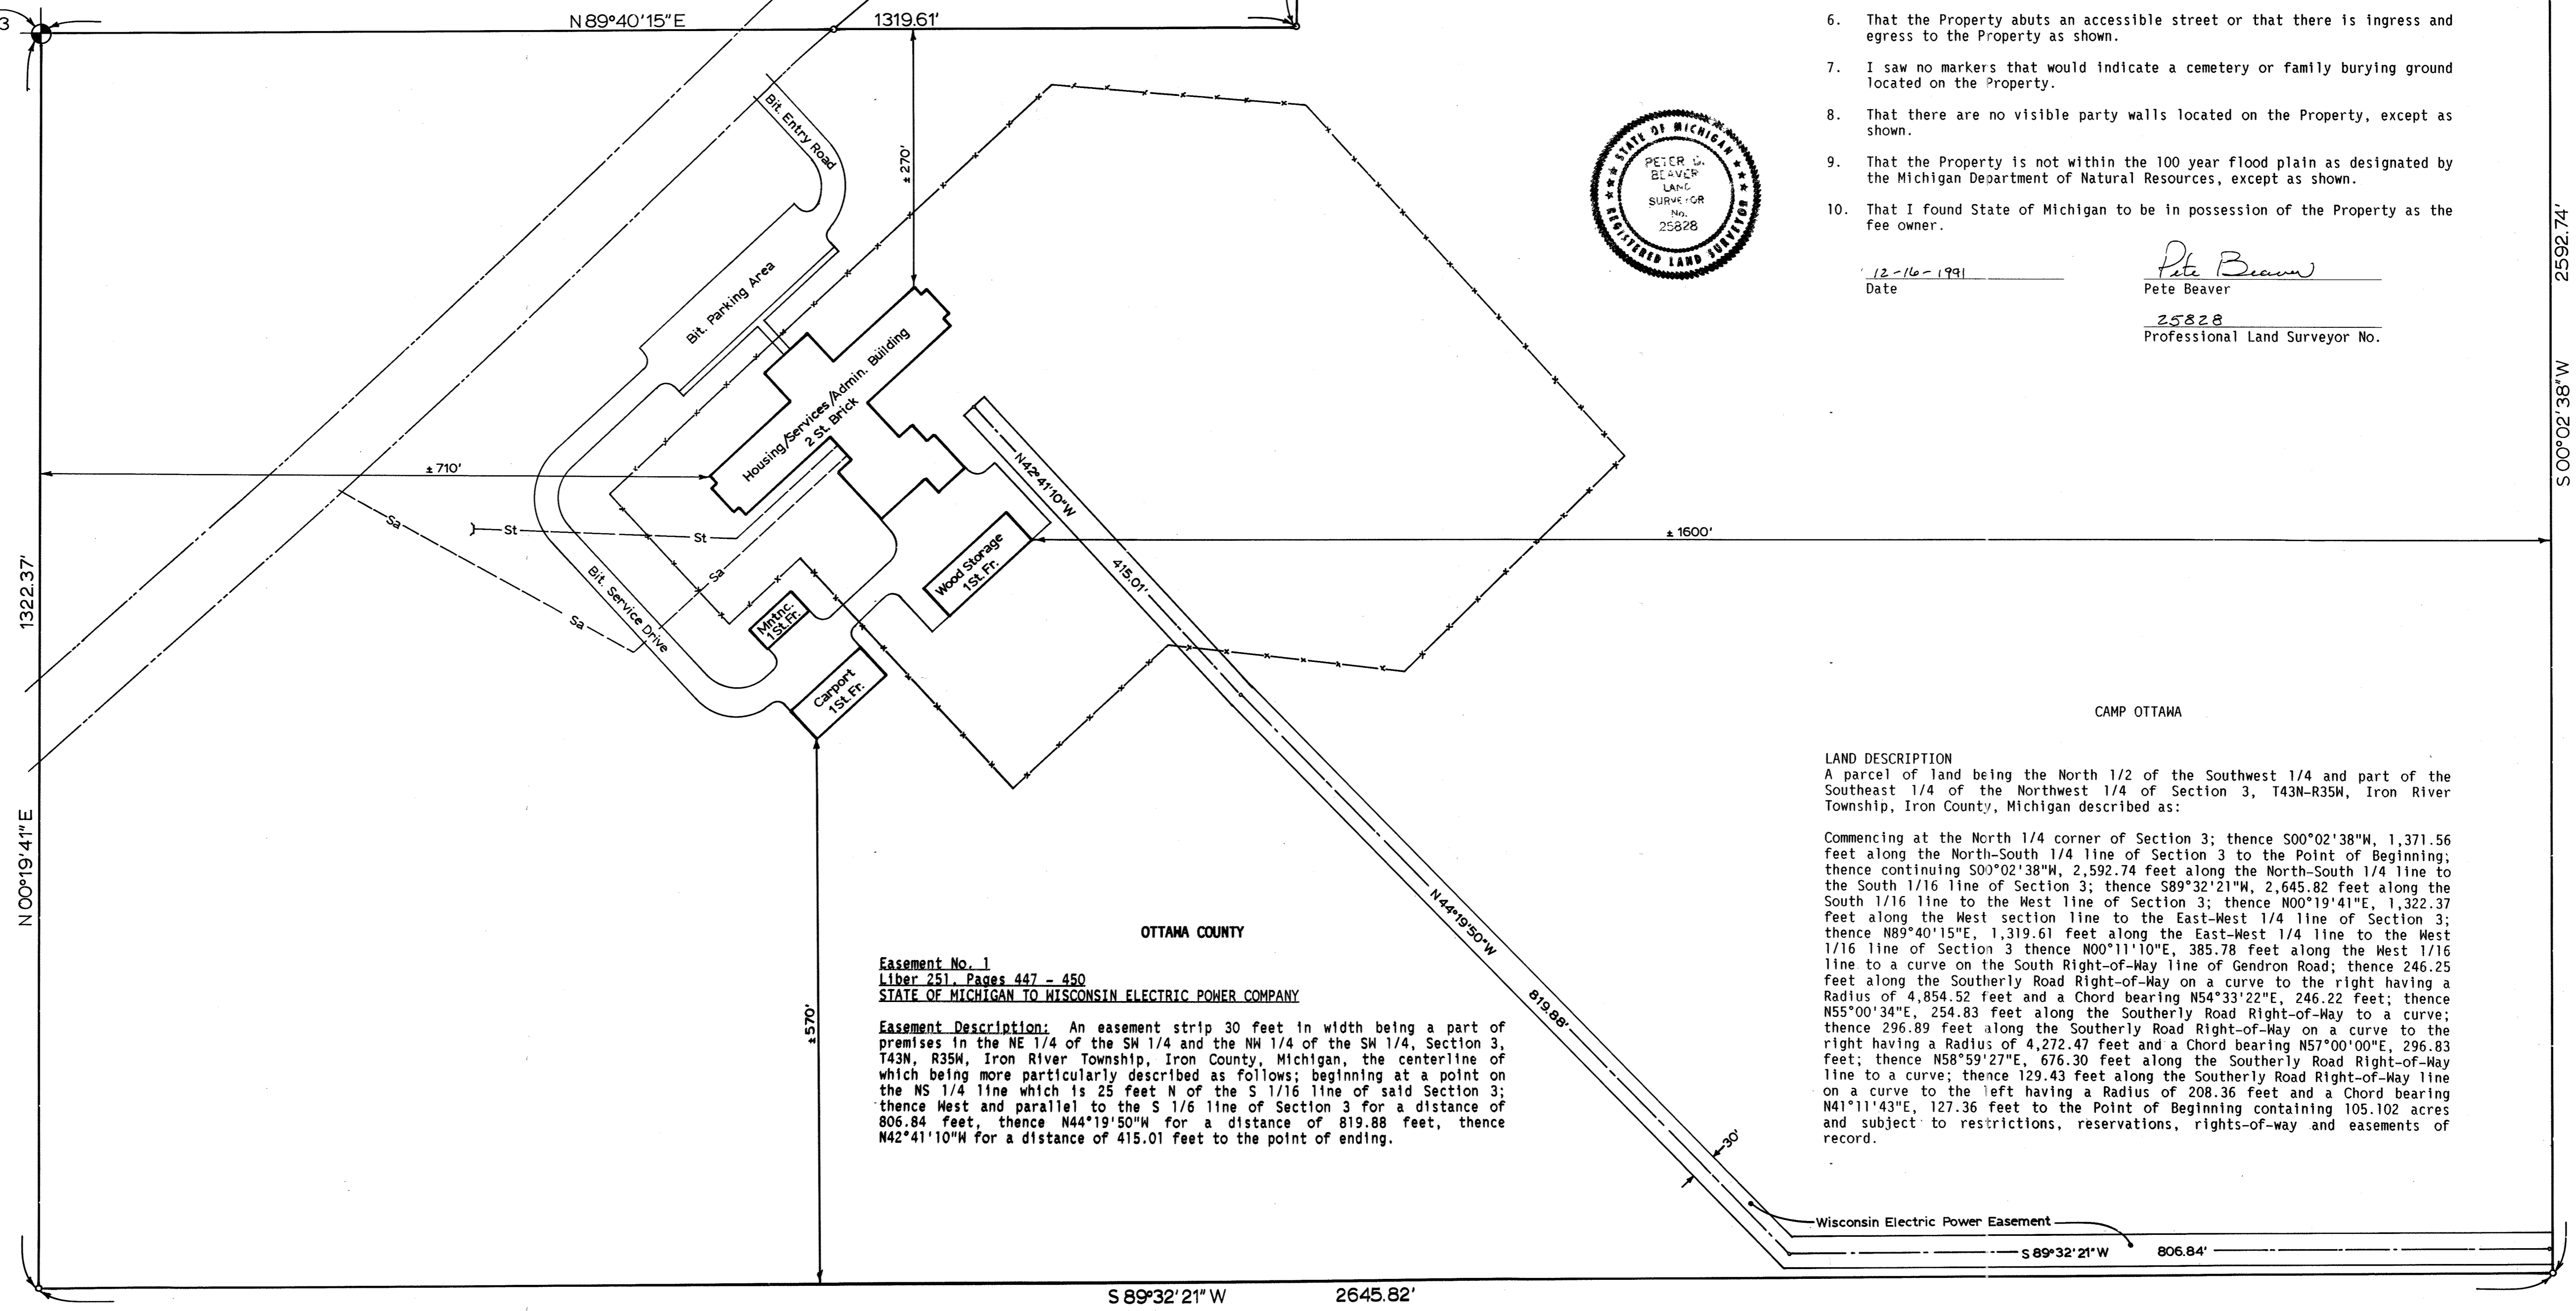 3
N 89°40'15" E 1319.61'
6. That the Property abuts an accessible street or that there is ingress and
egress to the Property as shown.
7. I saw no markers that would indicate a cemetery or family burying ground
located on the Property.
8. That there are no visible party walls located on the Property, except as
shown.
9. That the Property is not within the 100 year flood plain as designated by
the Michigan Department of Natural Resources, except as shown.
10. That I found State of Michigan to be in possession of the Property as the
fee owner.
12-16-1991
Date
Pete Beaver
Pete Beaver
25828
Professional Land Surveyor No.
STATE OF MICHIGAN
PETER
BEAVER
LAND
SURVEYOR
No.
25828
REGISTERED LAND SURVEYOR
2592.74'
S 00°02'38" W
Bit. Entry Road
± 270'
Bit. Parking Area
Housing/Services/Admin. Building
2 St. Brick
± 710'
N42°41'10"W
415.01'
± 1600'
Sa
St
St
Sa
Sa
Wood Storage
1 St. Fr.
Bit. Service Drive
Mntnc.
1 St. Fr.
Carport
1 St. Fr.
1322.37'
N 00°19'41" E
± 570'
N44°19'50"W
819.88'
30'
CAMP OTTAWA
LAND DESCRIPTION
A parcel of land being the North 1/2 of the Southwest 1/4 and part of the
Southeast 1/4 of the Northwest 1/4 of Section 3, T43N-R35W, Iron River
Township, Iron County, Michigan described as:
Commencing at the North 1/4 corner of Section 3; thence S00°02'38"W, 1,371.56
feet along the North-South 1/4 line of Section 3 to the Point of Beginning;
thence continuing S00°02'38"W, 2,592.74 feet along the North-South 1/4 line to
the South 1/16 line of Section 3; thence S89°32'21"W, 2,645.82 feet along the
South 1/16 line to the West line of Section 3; thence N00°19'41"E, 1,322.37
feet along the West section line to the East-West 1/4 line of Section 3;
thence N89°40'15"E, 1,319.61 feet along the East-West 1/4 line to the West
1/16 line of Section 3 thence N00°11'10"E, 385.78 feet along the West 1/16
line to a curve on the South Right-of-Way line of Gendron Road; thence 246.25
feet along the Southerly Road Right-of-Way on a curve to the right having a
Radius of 4,854.52 feet and a Chord bearing N54°33'22"E, 246.22 feet; thence
N55°00'34"E, 254.83 feet along the Southerly Road Right-of-Way to a curve;
thence 296.89 feet along the Southerly Road Right-of-Way on a curve to the
right having a Radius of 4,272.47 feet and a Chord bearing N57°00'00"E, 296.83
feet; thence N58°59'27"E, 676.30 feet along the Southerly Road Right-of-Way
line to a curve; thence 129.43 feet along the Southerly Road Right-of-Way line
on a curve to the left having a Radius of 208.36 feet and a Chord bearing
N41°11'43"E, 127.36 feet to the Point of Beginning containing 105.102 acres
and subject to restrictions, reservations, rights-of-way and easements of
record.
OTTAWA COUNTY
Easement No. 1
Liber 251, Pages 447 - 450
STATE OF MICHIGAN TO WISCONSIN ELECTRIC POWER COMPANY
Easement Description: An easement strip 30 feet in width being a part of
premises in the NE 1/4 of the SW 1/4 and the NW 1/4 of the SW 1/4, Section 3,
T43N, R35W, Iron River Township, Iron County, Michigan, the centerline of
which being more particularly described as follows; beginning at a point on
the NS 1/4 line which is 25 feet N of the S 1/16 line of said Section 3;
thence West and parallel to the S 1/6 line of Section 3 for a distance of
806.84 feet, thence N44°19'50"W for a distance of 819.88 feet, thence
N42°41'10"W for a distance of 415.01 feet to the point of ending.
Wisconsin Electric Power Easement
S 89°32'21" W 806.84'
S 89°32'21" W 2645.82'